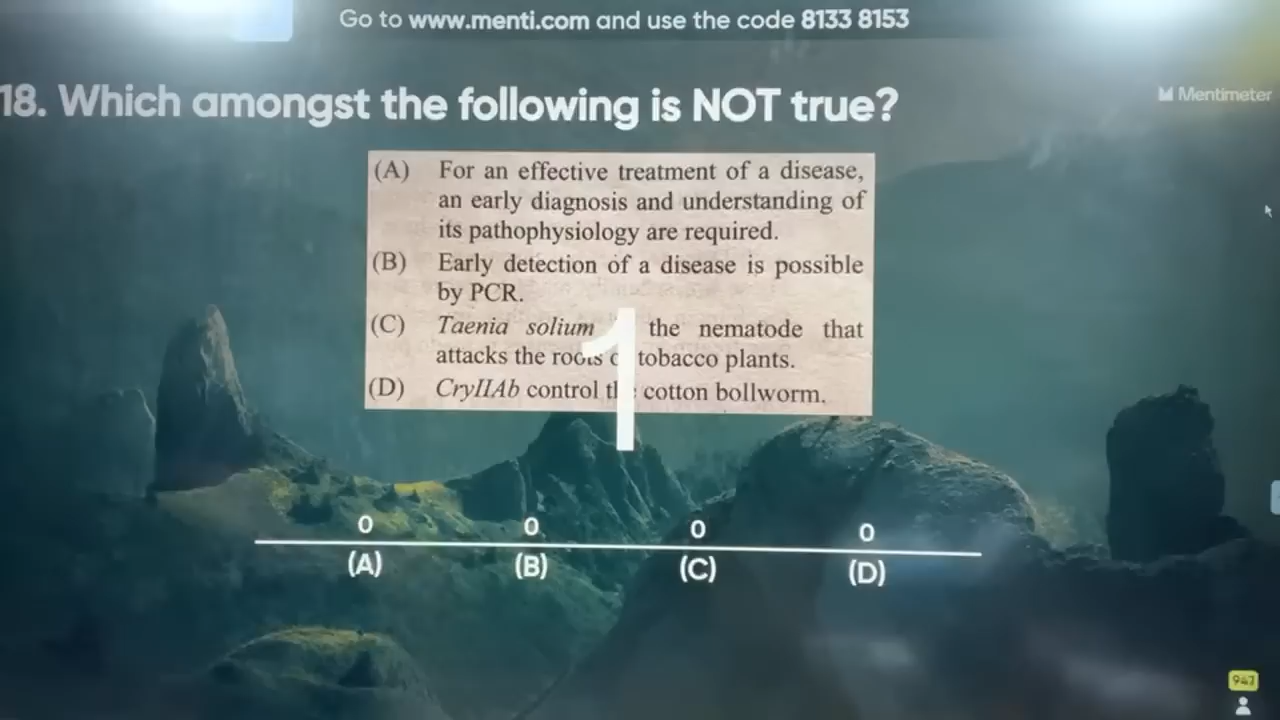 Go to www.menti.com and use the code 8133 8153
18. Which amongst the following is NOT true?
Mentimeter
(A) For an effective treatment of a disease,
an early diagnosis and understanding of
its pathophysiology are required.
(B) Early detection of a disease is possible
by PCR.
(C) Taenia solium the nematode that
attacks the roots of tobacco plants.
(D) CryIIAb control the cotton bollworm.
1
0 0 0 0
(A) (B) (C) (D)
947